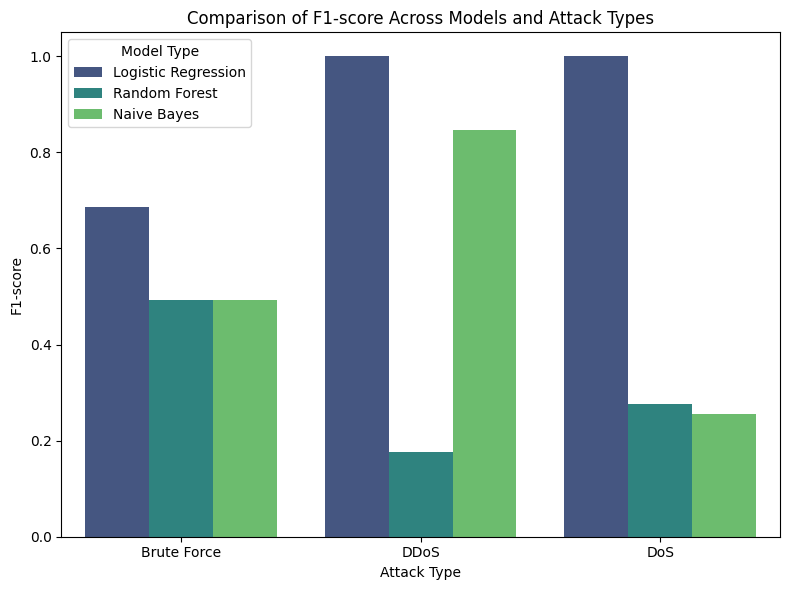 Comparison of F1-score Across Models and Attack Types
Model Type
Logistic Regression
Random Forest
Naive Bayes
1.0
0.8
0.6
0.4
0.2
0.0
F1-score
Brute Force
DDoS
DoS
Attack Type